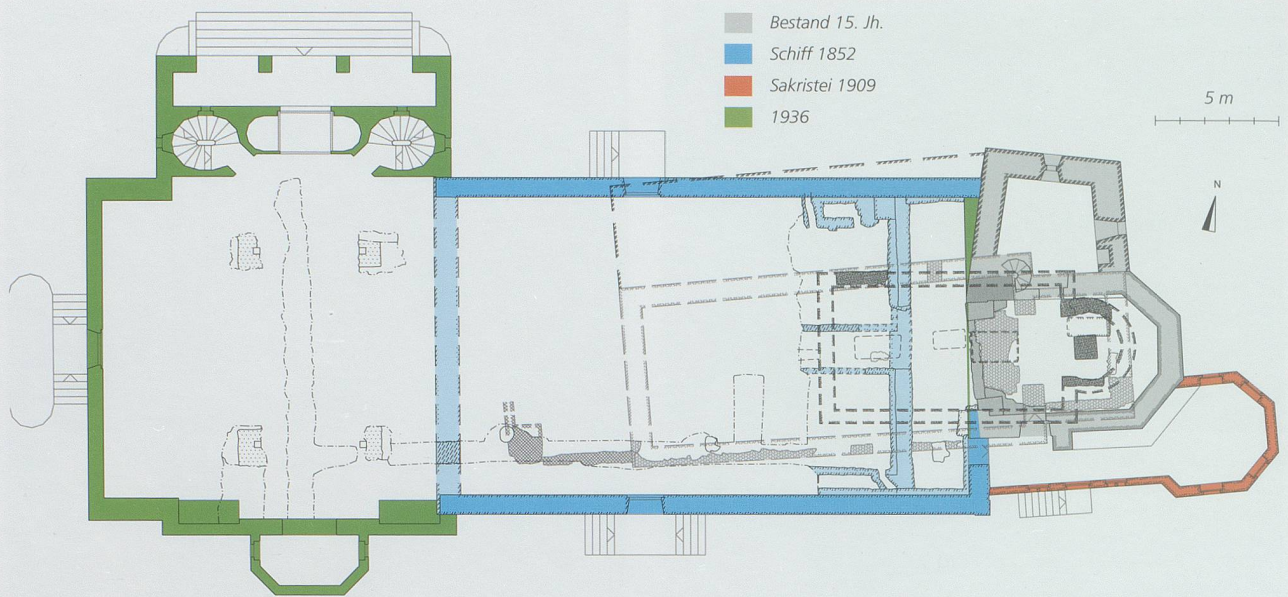 Bestand 15. Jh.
Schiff 1852
Sakristei 1909
1936
5 m
N